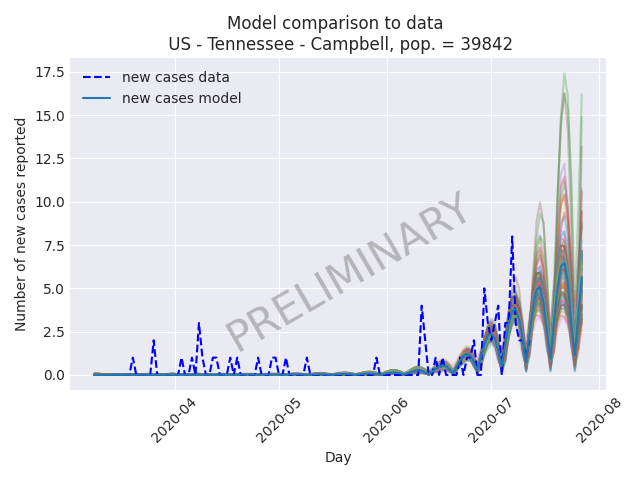 Model comparison to data
US - Tennessee - Campbell, pop. = 39842
new cases data
new cases model
PRELIMINARY
Number of new cases reported
17.5
15.0
12.5
10.0
7.5
5.0
2.5
0.0
2020-04
2020-05
2020-06
2020-07
2020-08
Day